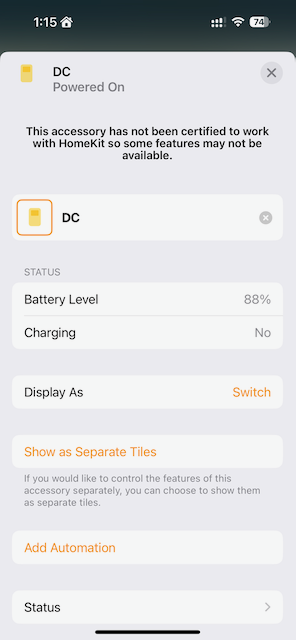 1:15
74
DC
Powered On
This accessory has not been certified to work
with HomeKit so some features may not be
available.
DC
STATUS
Battery Level 88%
Charging No
Display As Switch
Show as Separate Tiles
If you would like to control the features of this
accessory separately, you can choose to show them
as separate tiles.
Add Automation
Status